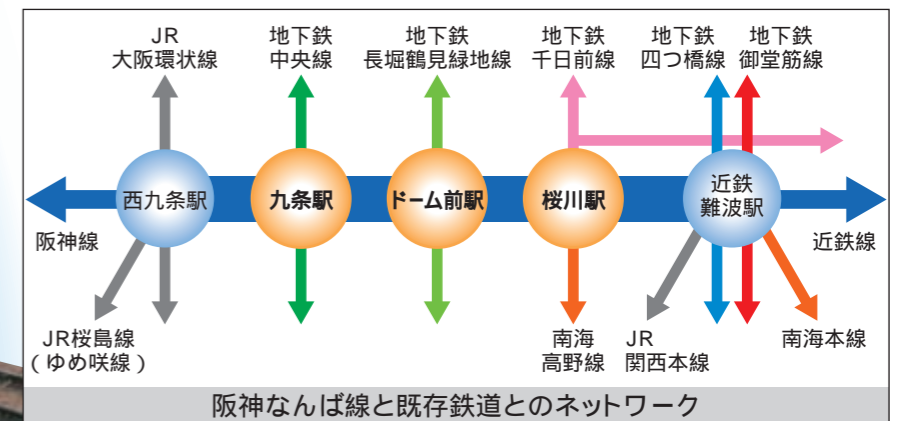 JR
大阪環状線
地下鉄
中央線
地下鉄
長堀鶴見緑地線
地下鉄
千日前線
地下鉄
四つ橋線
地下鉄
御堂筋線
西九条駅
九条駅
ドーム前駅
桜川駅
近鉄
難波駅
阪神線
近鉄線
JR桜島線
(ゆめ咲線)
南海
高野線
JR
関西本線
南海本線
阪神なんば線と既存鉄道とのネットワーク